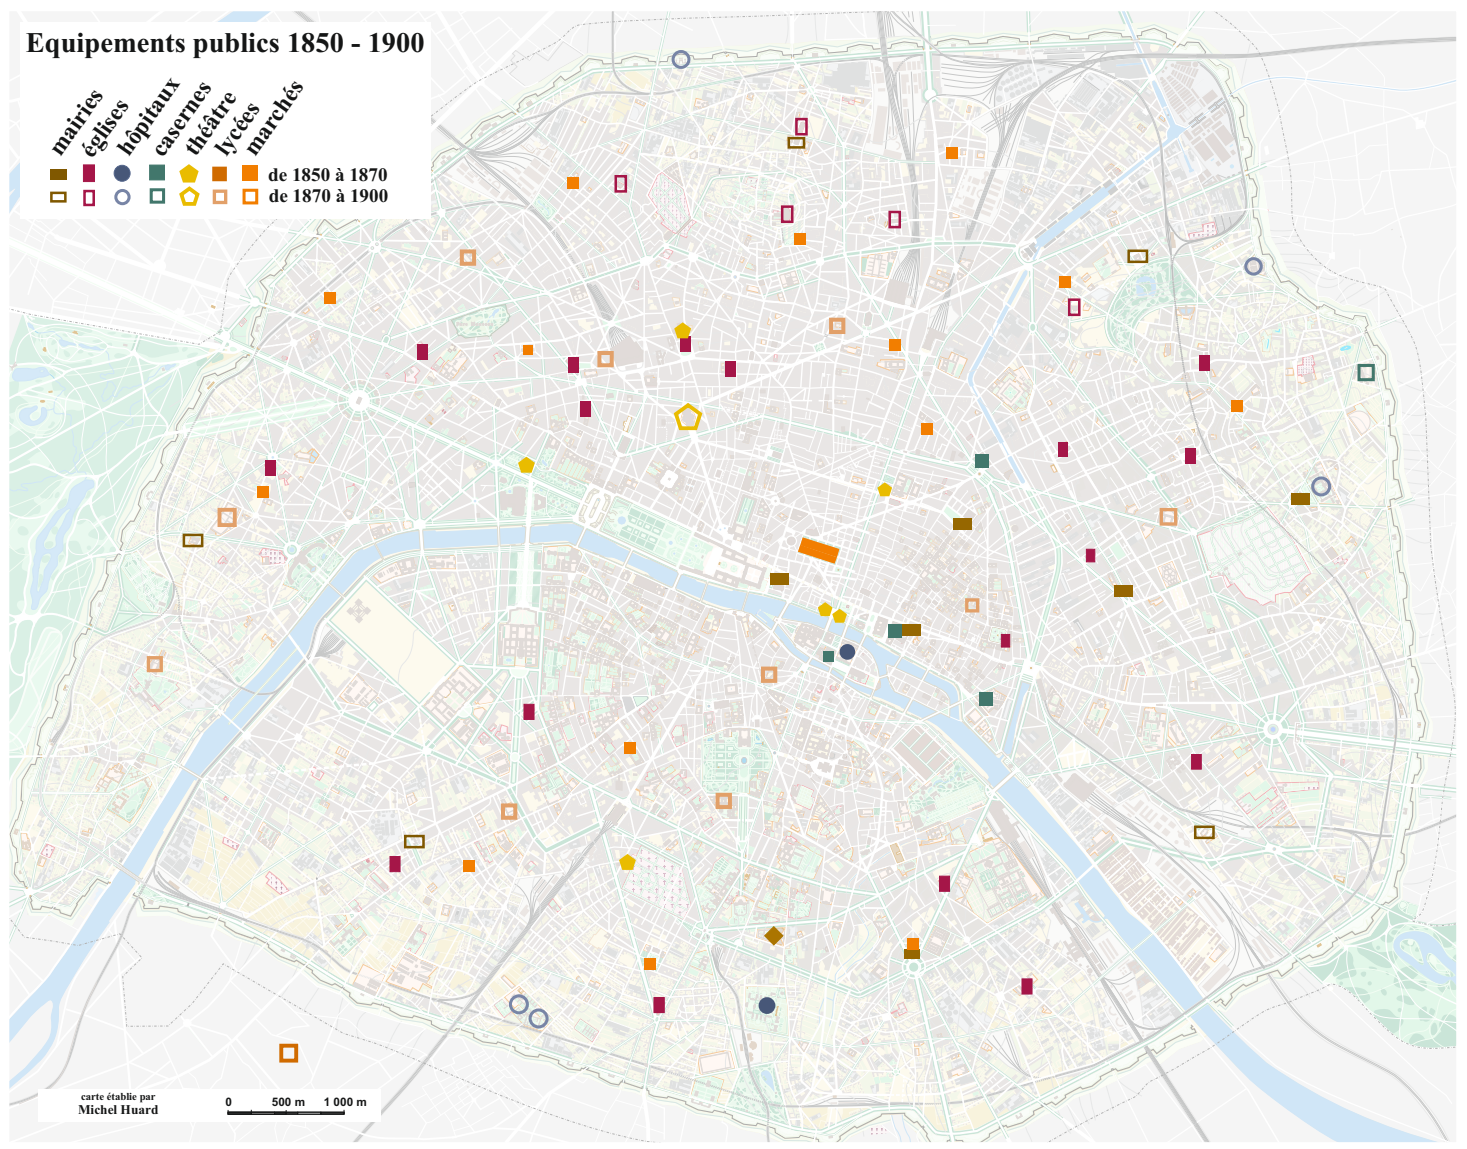 Equipements publics 1850 - 1900
mairies
églises
hôpitaux
casernes
théâtre
lycées
marchés
de 1850 à 1870
de 1870 à 1900
carte établie par
Michel Huard
0 500 m 1 000 m